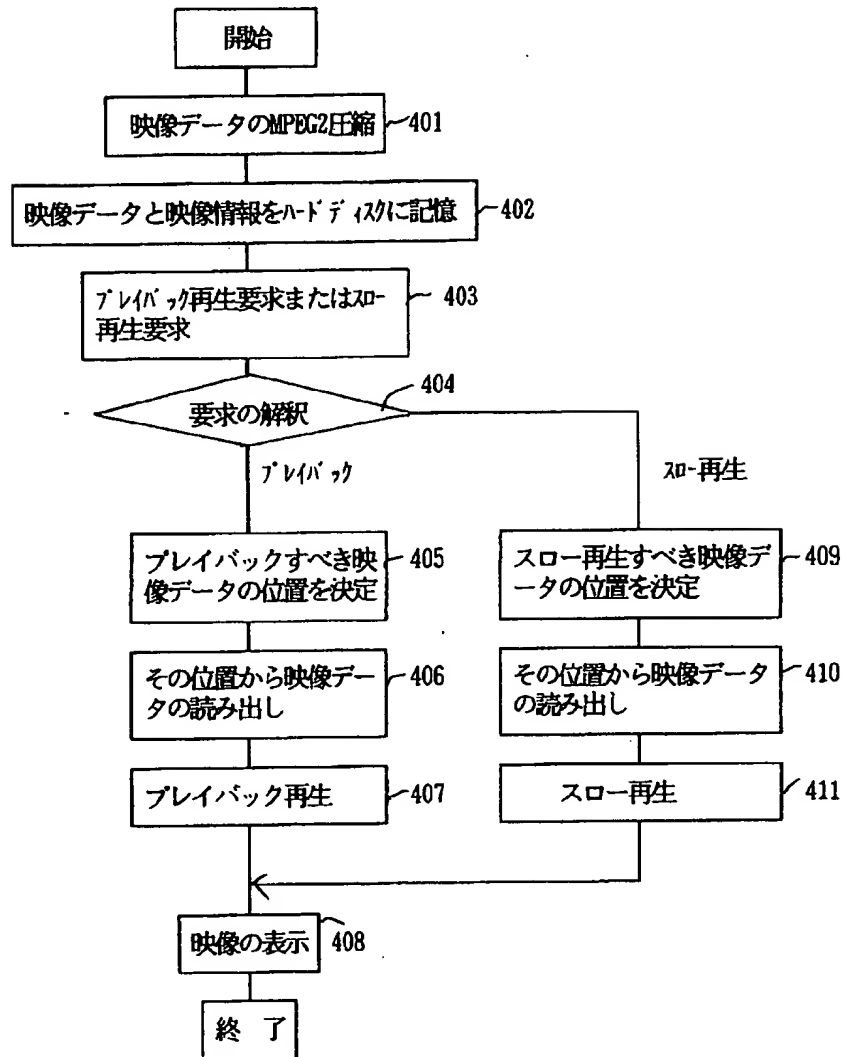 開始
映像データのMPEG2圧縮
401
映像データと映像情報をﾊｰﾄﾞﾃﾞｨｽｸに記憶
402
ﾌﾟﾚｲﾊﾞｯｸ再生要求またはｽﾛｰ
再生要求
403
要求の解釈
404
ﾌﾟﾚｲﾊﾞｯｸ
ｽﾛｰ再生
プレイバックすべき映
像データの位置を決定
405
スロー再生すべき映像デ
ータの位置を決定
409
その位置から映像デー
タの読み出し
406
その位置から映像データ
の読み出し
410
プレイバック再生
407
スロー再生
411
映像の表示
408
終 了